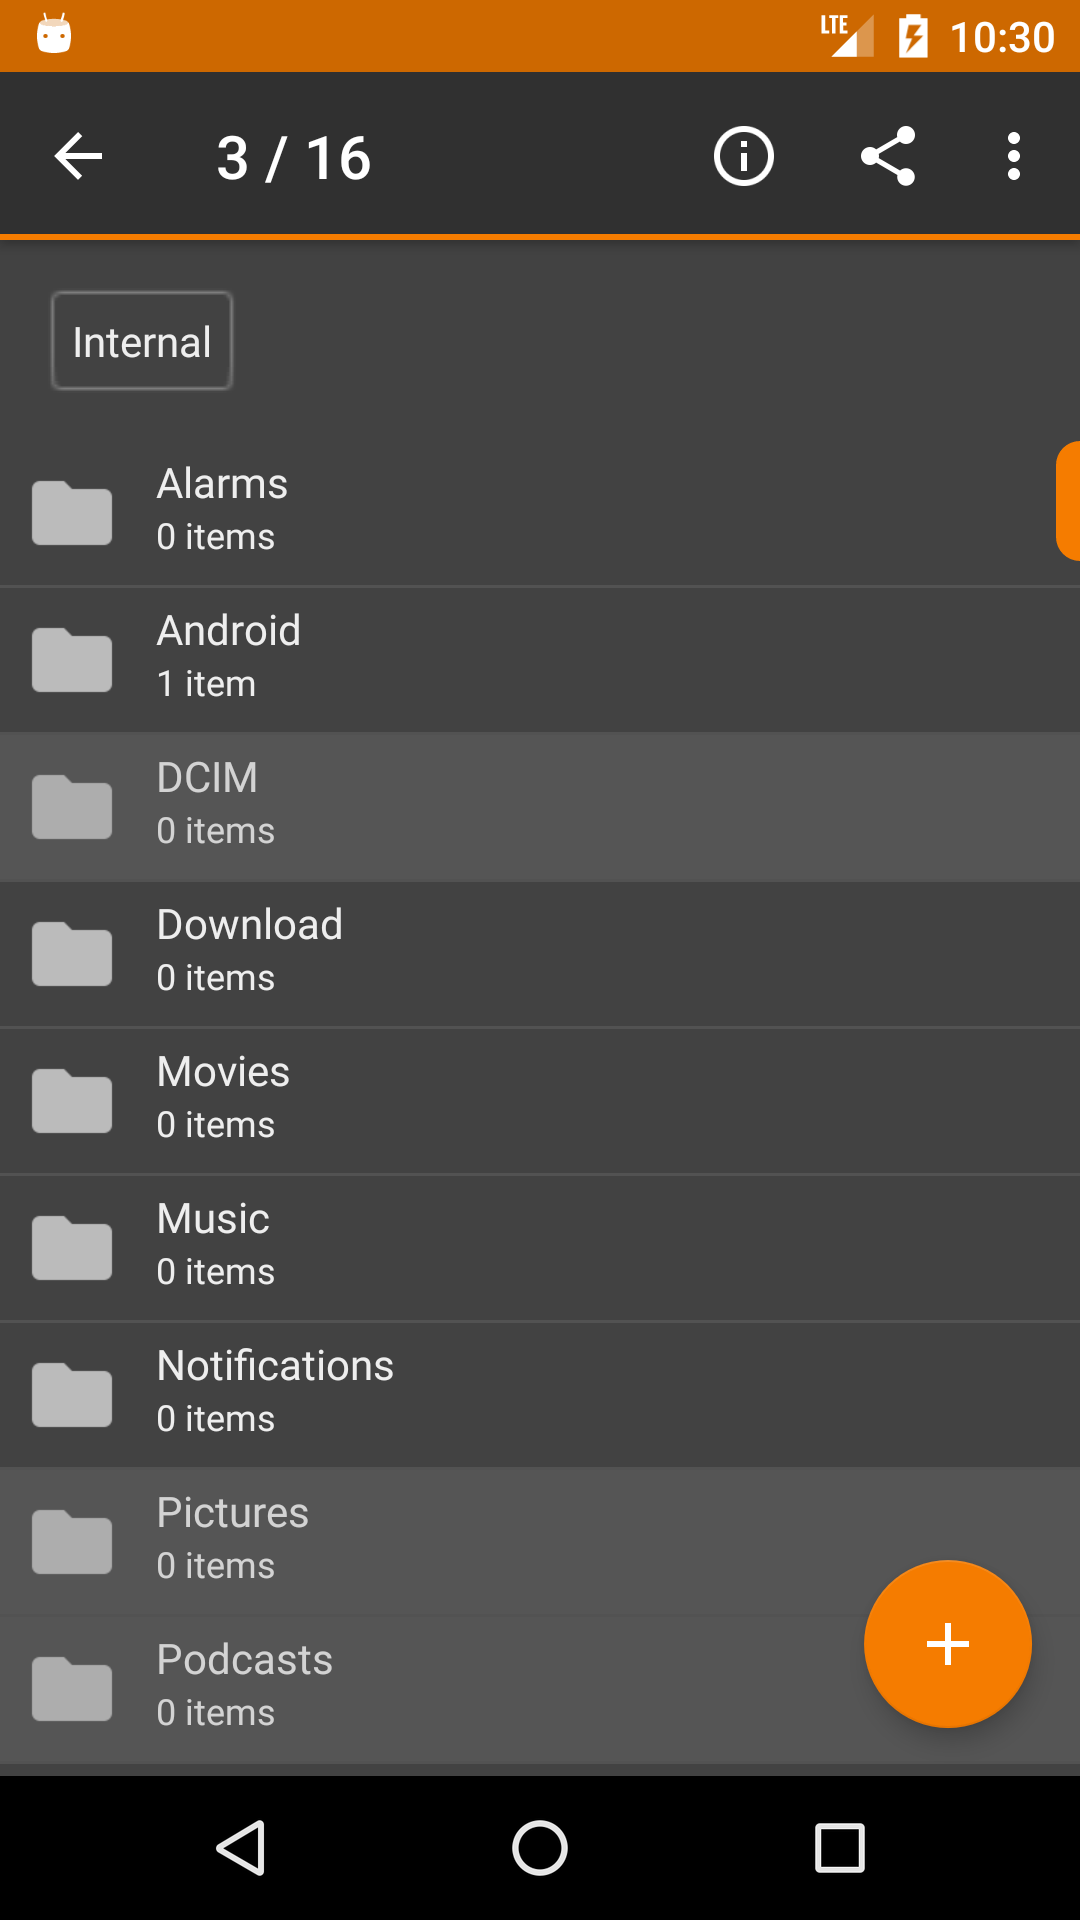 LTE 10:30
3 / 16
Internal
Alarms
0 items
Android
1 item
DCIM
0 items
Download
0 items
Movies
0 items
Music
0 items
Notifications
0 items
Pictures
0 items
Podcasts
0 items